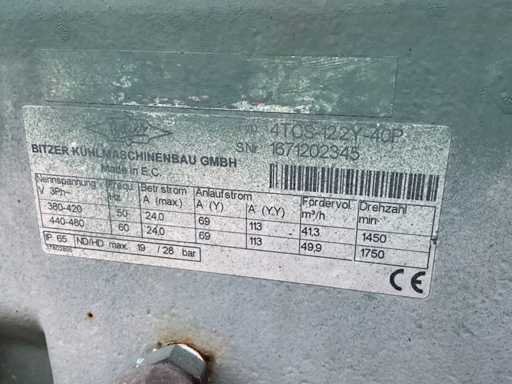 BITZER
Typ 4TCS-12.2Y-40P
SNr. 1671202345
BITZER KÜHLMASCHINENBAU GMBH
Made in E.C.
Nennspannung Frequ. Betr strom Anlaufstrom Fördervol. Drehzahl
V 3Ph~ Hz A (max.) A (Y) A (Y,Y) m³/h min
380-420 50 24,0 69 113 41,3 1450
440-480 60 24,0 69 113 49,9 1750
IP 65 ND/HD max. 19 / 28 bar
CE